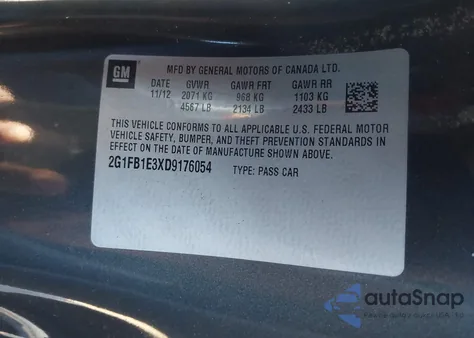 GM
MFD BY GENERAL MOTORS OF CANADA LTD.
DATE GVWR GAWR FRT GAWR RR
11/12 2071 KG 968 KG 1103 KG
4567 LB 2134 LB 2433 LB
THIS VEHICLE CONFORMS TO ALL APPLICABLE U.S. FEDERAL MOTOR
VEHICLE SAFETY, BUMPER, AND THEFT PREVENTION STANDARDS IN
EFFECT ON THE DATE OF MANUFACTURE SHOWN ABOVE.
2G1FB1E3XD9176054 TYPE: PASS CAR
autoSnap